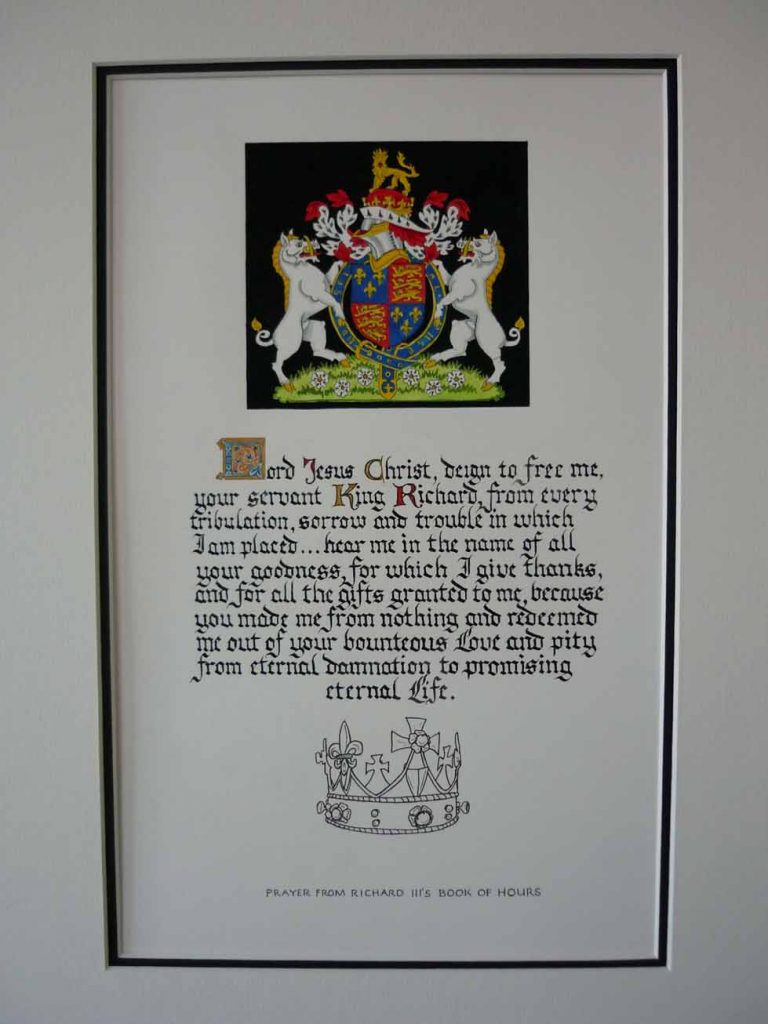 Lord Jesus Christ, deign to free me,
your servant King Richard, from every
tribulation, sorrow and trouble in which
I am placed... hear me in the name of all
your goodness, for which I give thanks,
and for all the gifts granted to me, because
you made me from nothing and redeemed
me out of your bounteous Love and pity
from eternal damnation to promising
eternal Life.
PRAYER FROM RICHARD III'S BOOK OF HOURS